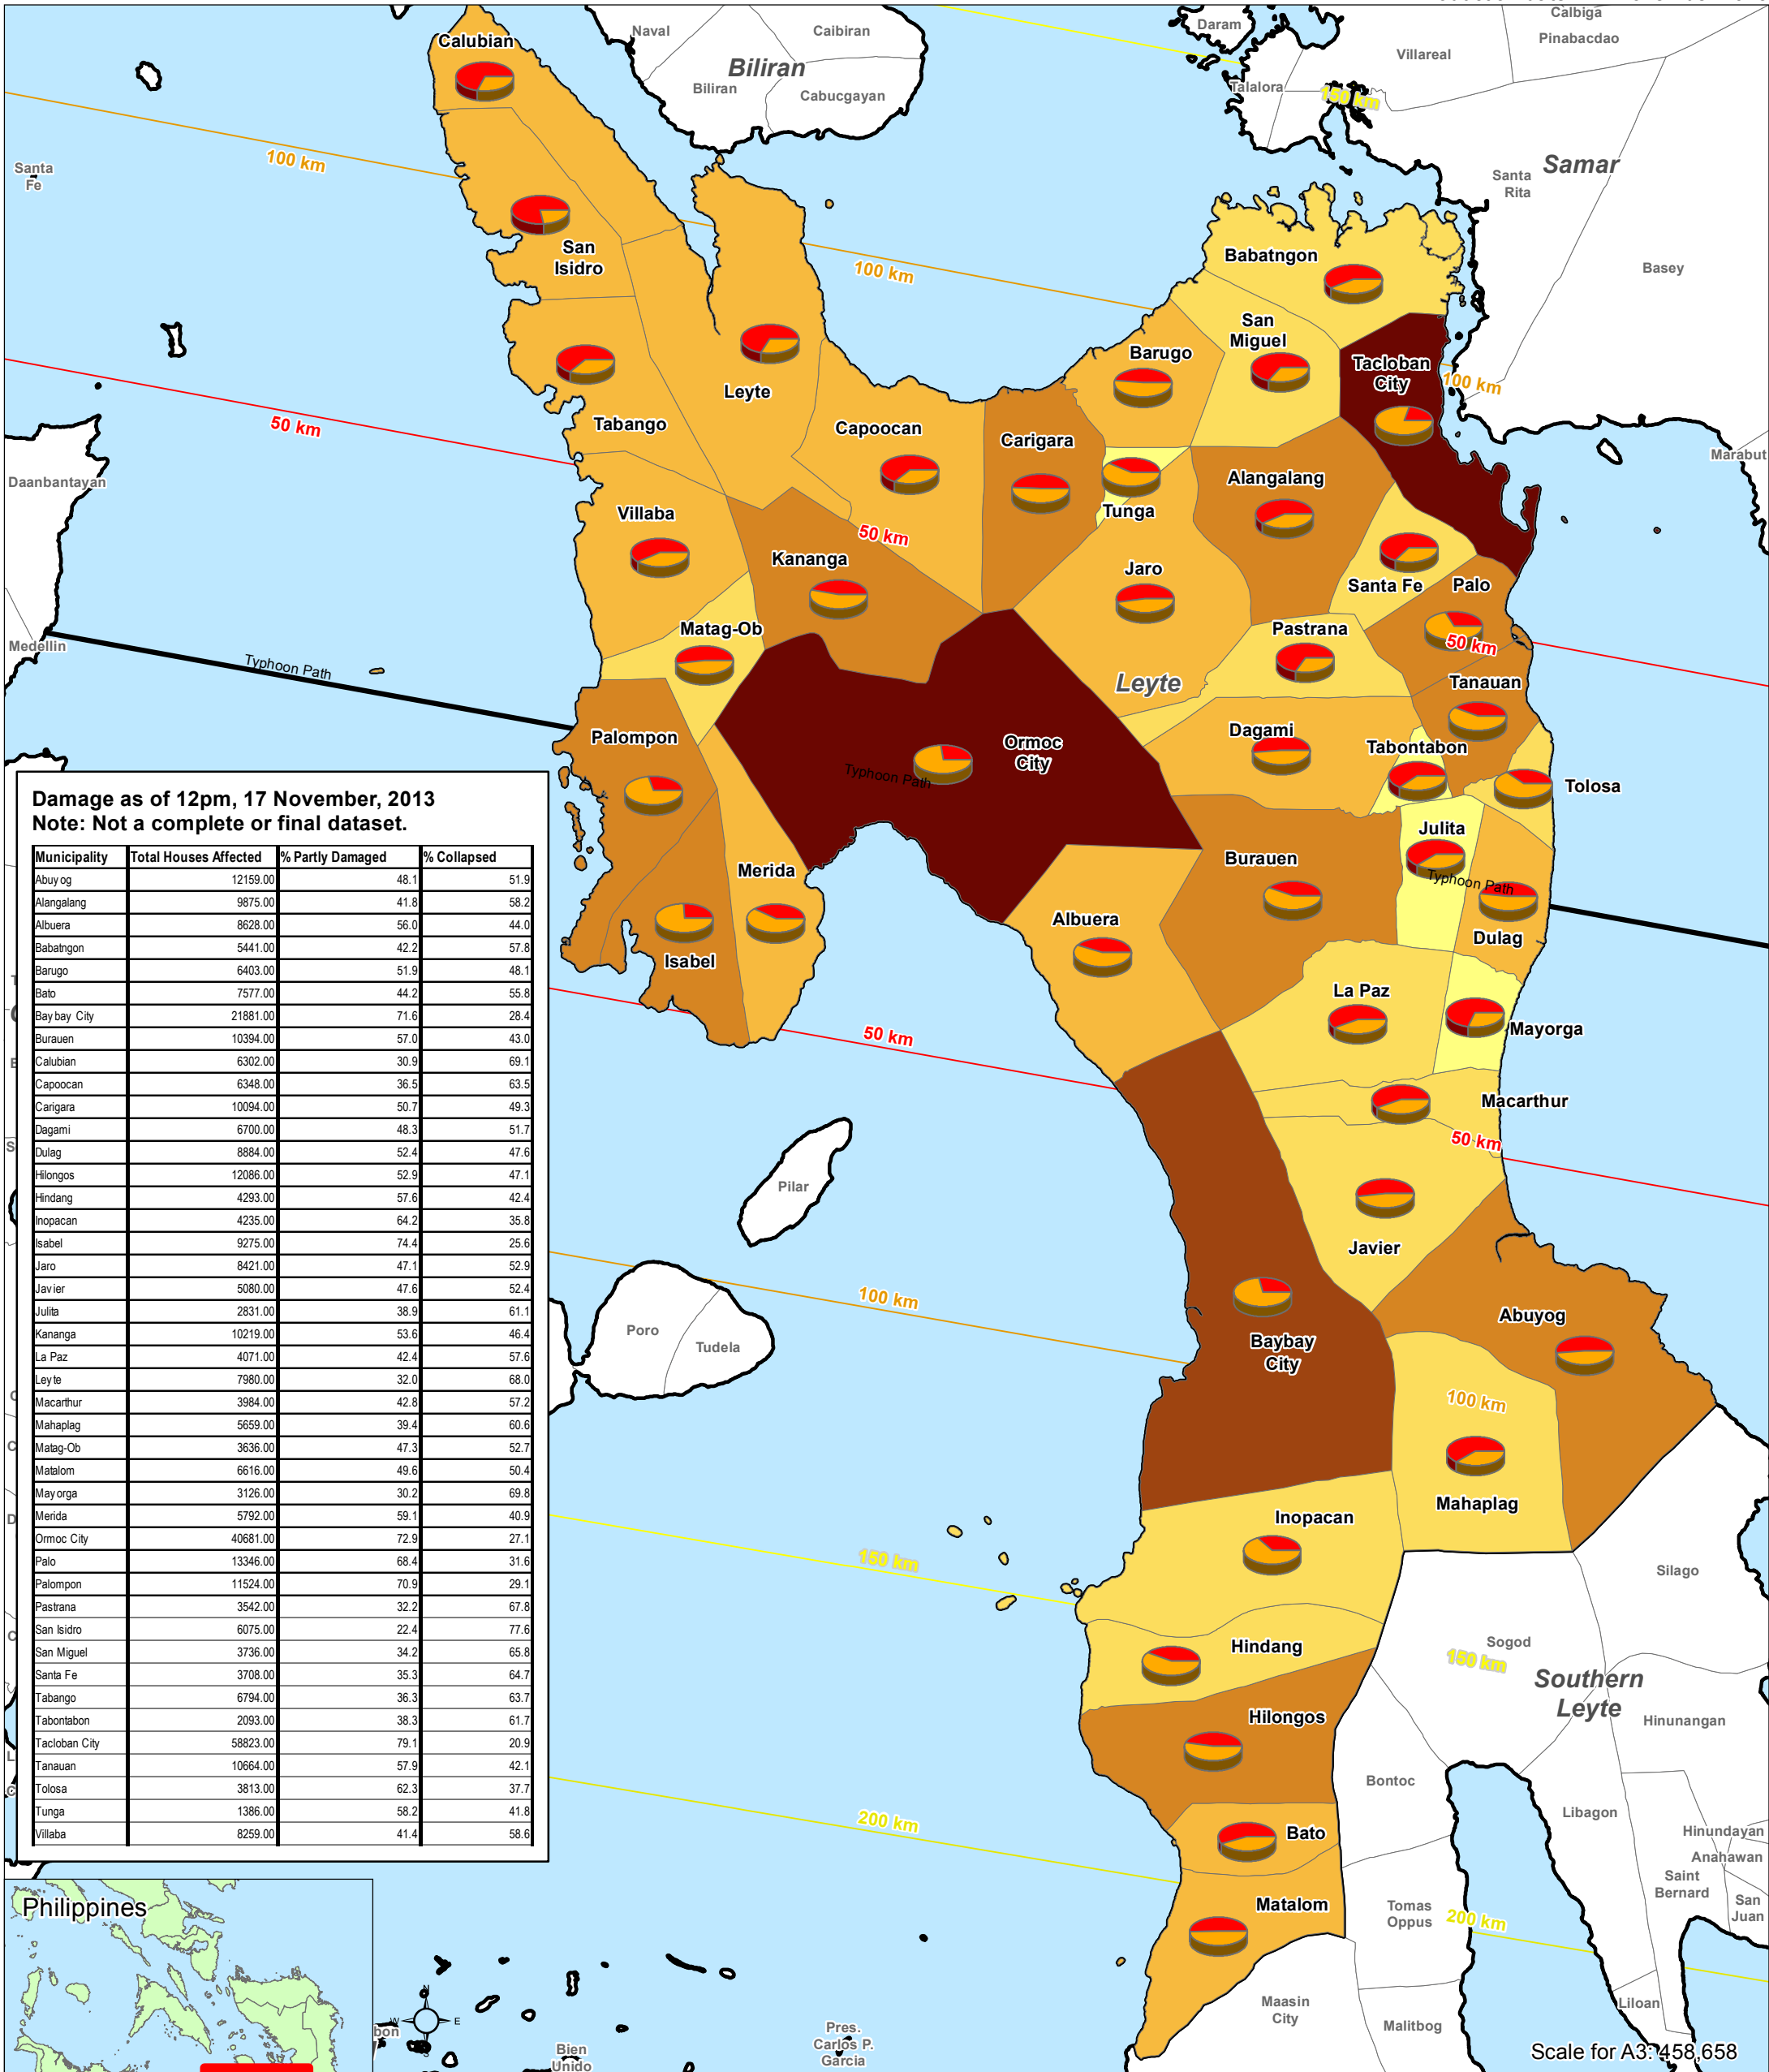 Calubian
Naval
Caibiran
Biliran
Biliran
Cabucgayan
Daram
Calbiga
Pinabacdao
Villareal
Talalora
150 km
Samar
Santa
Rita
Santa
Fe
100 km
San
Isidro
100 km
Babatngon
Basey
San
Miguel
Barugo
Tacloban
City
100 km
Leyte
50 km
Tabango
Capoocan
Carigara
Marabut
Daanbantayan
Alangalang
Villaba
Tunga
50 km
Kananga
Jaro
Santa Fe
Palo
Matag-Ob
Pastrana
50 km
Medellin
Typhoon Path
Leyte
Tanauan
Palompon
Ormoc
City
Dagami
Tabontabon
Typhoon Path
Tolosa
Julita
Burauen
Merida
Typhoon Path
Albuera
Dulag
Isabel
La Paz
Mayorga
50 km
Macarthur
50 km
Pilar
Javier
100 km
Abuyog
Poro
Tudela
Baybay
City
100 km
Mahaplag
Inopacan
150 km
Silago
Hindang
Sogod
150 km
Southern
Leyte
Hilongos
Hinunangan
Bontoc
200 km
Libagon
Bato
Hinundayan
Anahawan
Saint
Bernard
San
Juan
Matalom
Tomas
Oppus
200 km
Maasin
City
Malitbog
Liloan
Pres.
Carlos P.
Garcia
Bien
Unido
bon
N
W
E
S
Scale for A3: 458,658
Damage as of 12pm, 17 November, 2013
Note: Not a complete or final dataset.
Municipality Total Houses Affected % Partly Damaged % Collapsed
Abuyog 12159.00 48.1 51.9
Alangalang 9875.00 41.8 58.2
Albuera 8628.00 56.0 44.0
Babatngon 5441.00 42.2 57.8
Barugo 6403.00 51.9 48.1
Bato 7577.00 44.2 55.8
Baybay City 21881.00 71.6 28.4
Burauen 10394.00 57.0 43.0
Calubian 6302.00 30.9 69.1
Capoocan 6348.00 36.5 63.5
Carigara 10094.00 50.7 49.3
Dagami 6700.00 48.3 51.7
Dulag 8884.00 52.4 47.6
Hilongos 12086.00 52.9 47.1
Hindang 4293.00 57.6 42.4
Inopacan 4235.00 64.2 35.8
Isabel 9275.00 74.4 25.6
Jaro 8421.00 47.1 52.9
Javier 5080.00 47.6 52.4
Julita 2831.00 38.9 61.1
Kananga 10219.00 53.6 46.4
La Paz 4071.00 42.4 57.6
Leyte 7980.00 32.0 68.0
Macarthur 3984.00 42.8 57.2
Mahaplag 5659.00 39.4 60.6
Matag-Ob 3636.00 47.3 52.7
Matalom 6616.00 49.6 50.4
Mayorga 3126.00 30.2 69.8
Merida 5792.00 59.1 40.9
Ormoc City 40681.00 72.9 27.1
Palo 13346.00 68.4 31.6
Palompon 11524.00 70.9 29.1
Pastrana 3542.00 32.2 67.8
San Isidro 6075.00 22.4 77.6
San Miguel 3736.00 34.2 65.8
Santa Fe 3708.00 35.3 64.7
Tabango 6794.00 36.3 63.7
Tabontabon 2093.00 38.3 61.7
Tacloban City 58823.00 79.1 20.9
Tanauan 10664.00 57.9 42.1
Tolosa 3813.00 62.3 37.7
Tunga 1386.00 58.2 41.8
Villaba 8259.00 41.4 58.6
Philippines